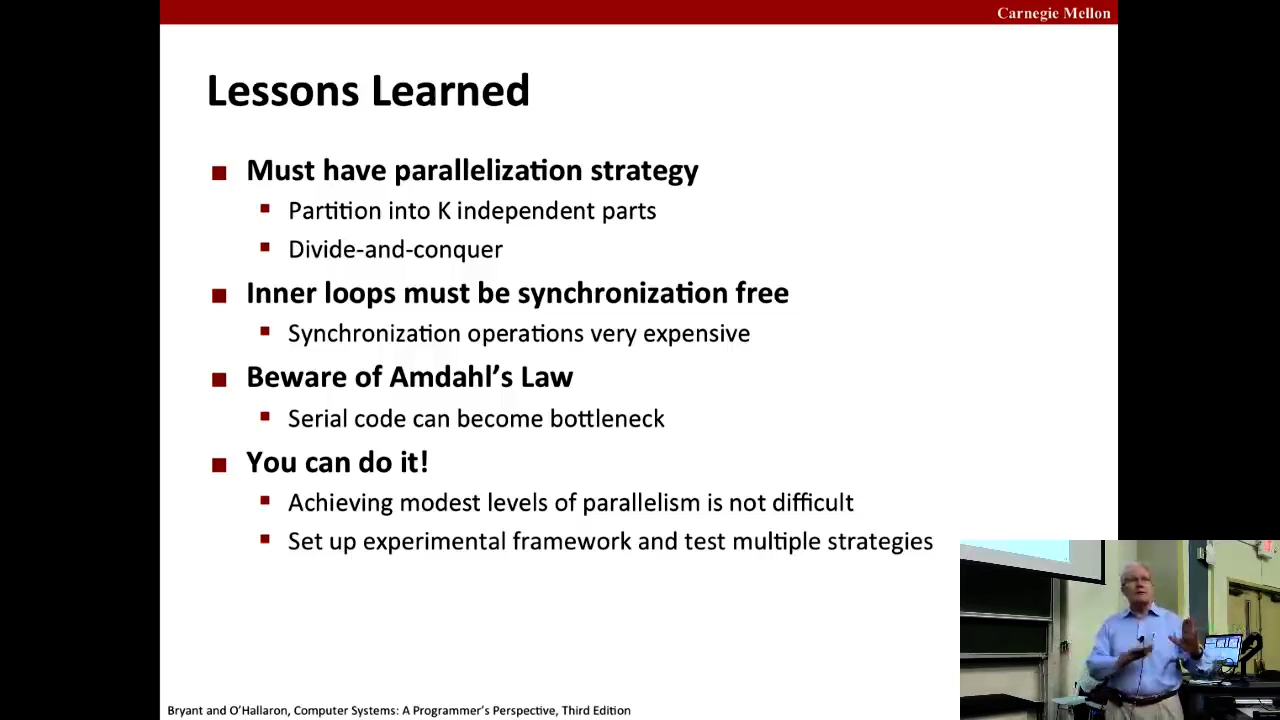 Carnegie Mellon
Lessons Learned
Must have parallelization strategy
Partition into K independent parts
Divide-and-conquer
Inner loops must be synchronization free
Synchronization operations very expensive
Beware of Amdahl’s Law
Serial code can become bottleneck
You can do it!
Achieving modest levels of parallelism is not difficult
Set up experimental framework and test multiple strategies
Bryant and O’Hallaron, Computer Systems: A Programmer’s Perspective, Third Edition